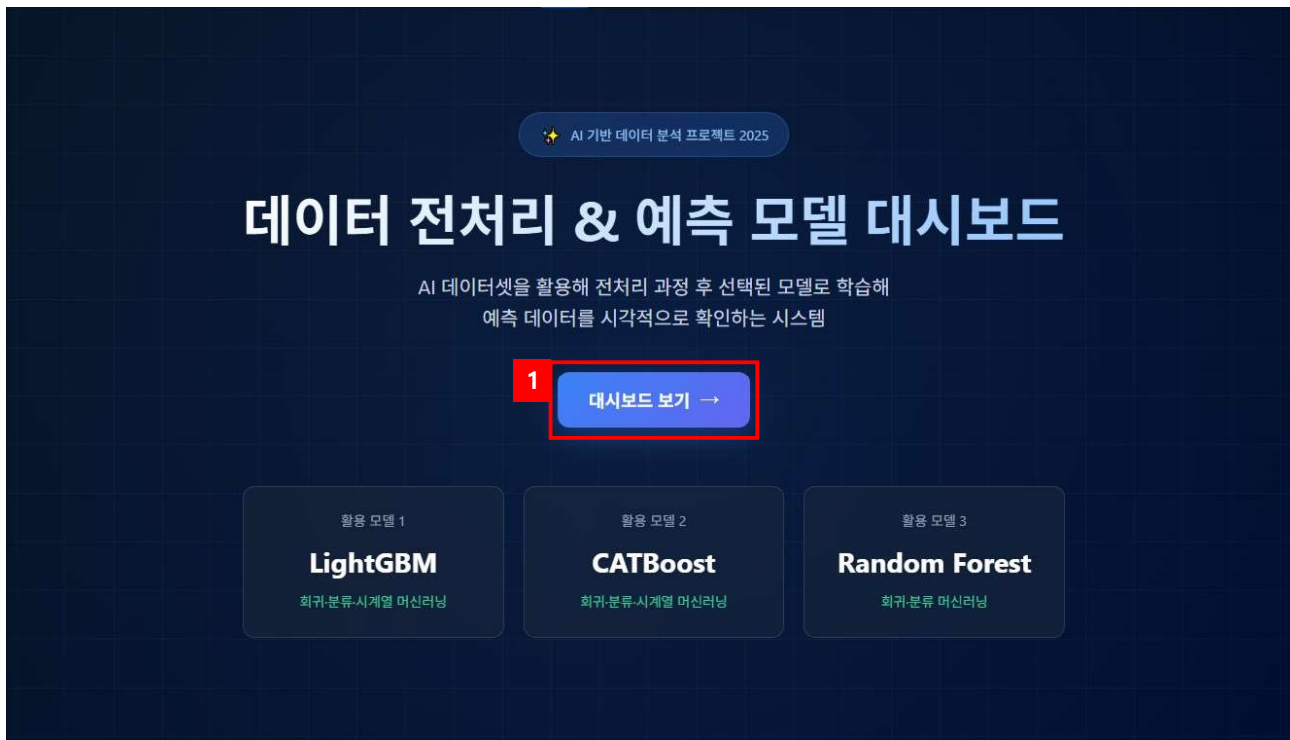 ✨ AI 기반 데이터 분석 프로젝트 2025
데이터 전처리 & 예측 모델 대시보드
AI 데이터셋을 활용해 전처리 과정 후 선택된 모델로 학습해
예측 데이터를 시각적으로 확인하는 시스템
1
대시보드 보기 →
활용 모델 1
LightGBM
회귀·분류·시계열 머신러닝
활용 모델 2
CATBoost
회귀·분류·시계열 머신러닝
활용 모델 3
Random Forest
회귀·분류 머신러닝